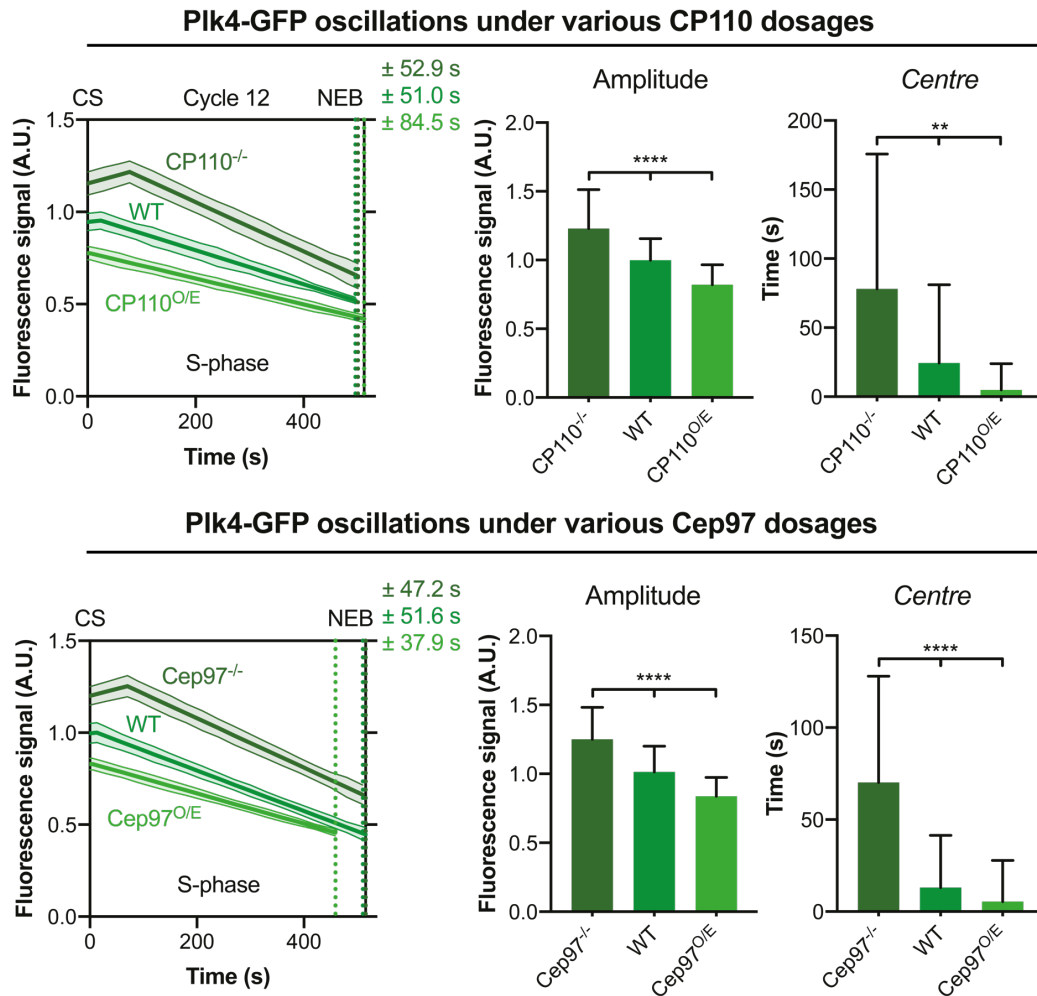 Plk4-GFP oscillations under various CP110 dosages
± 52.9 s
± 51.0 s
± 84.5 s
CS Cycle 12 NEB
Fluorescence signal (A.U.)
1.5
1.0
0.5
0.0
CP110-/-
WT
CP110O/E
S-phase
0 200 400
Time (s)
Amplitude
Fluorescence signal (A.U.)
2.0
1.5
1.0
0.5
0.0
****
CP110-/- WT CP110O/E
Centre
Time (s)
200
150
100
50
0
**
CP110-/- WT CP110O/E
Plk4-GFP oscillations under various Cep97 dosages
± 47.2 s
± 51.6 s
± 37.9 s
CS NEB
Fluorescence signal (A.U.)
1.5
1.0
0.5
0.0
Cep97-/-
WT
Cep97O/E
S-phase
0 200 400
Time (s)
Amplitude
Fluorescence signal (A.U.)
2.0
1.5
1.0
0.5
0.0
****
Cep97-/- WT Cep97O/E
Centre
Time (s)
150
100
50
0
****
Cep97-/- WT Cep97O/E